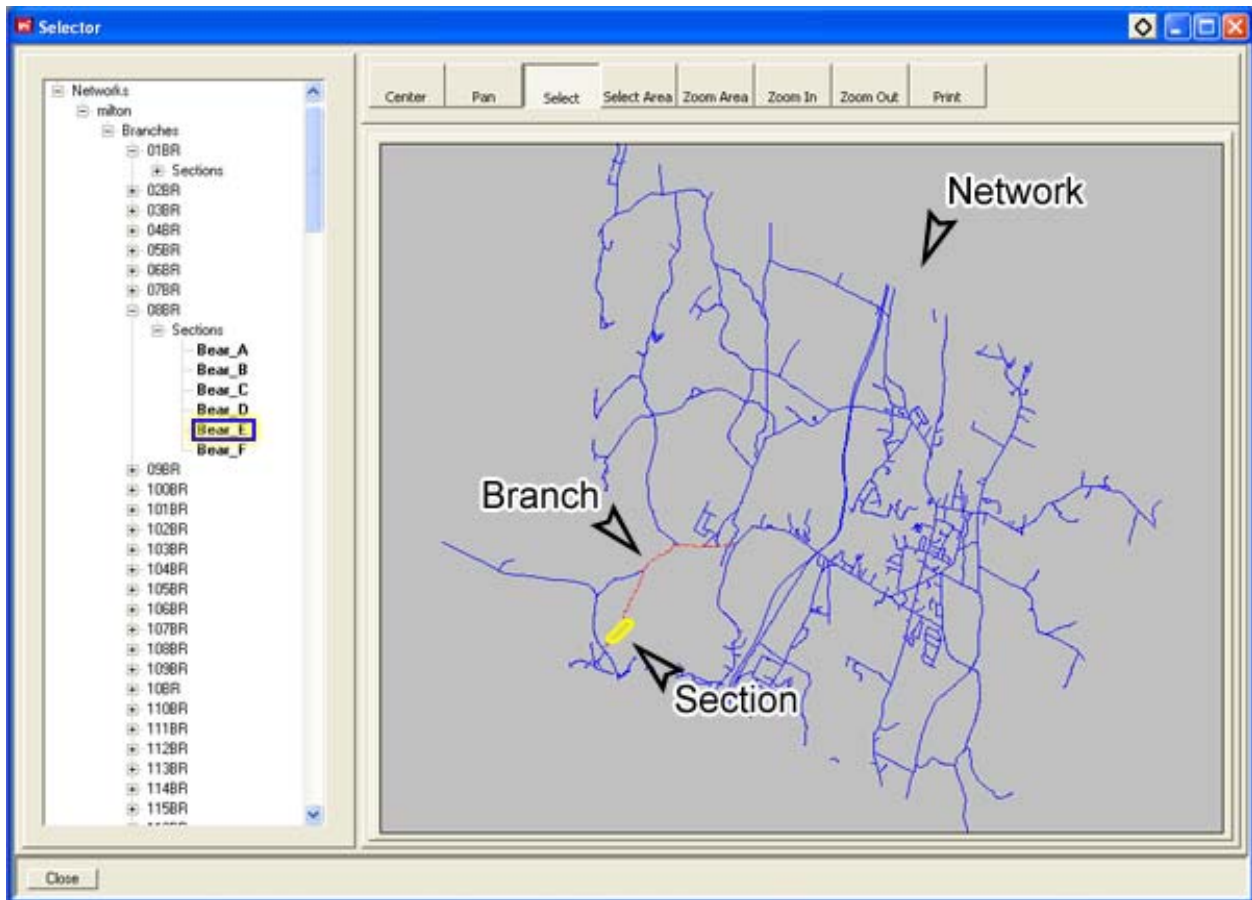 Selector
Networks
milton
Branches
01BR
Sections
02BR
03BR
04BR
05BR
06BR
07BR
08BR
Sections
Bear_A
Bear_B
Bear_C
Bear_D
Bear_E
Bear_F
09BR
100BR
101BR
102BR
103BR
104BR
105BR
106BR
107BR
108BR
109BR
10BR
110BR
111BR
112BR
113BR
114BR
115BR
Center Pan Select Select Area Zoom Area Zoom In Zoom Out Print
Network
Branch
Section
Close